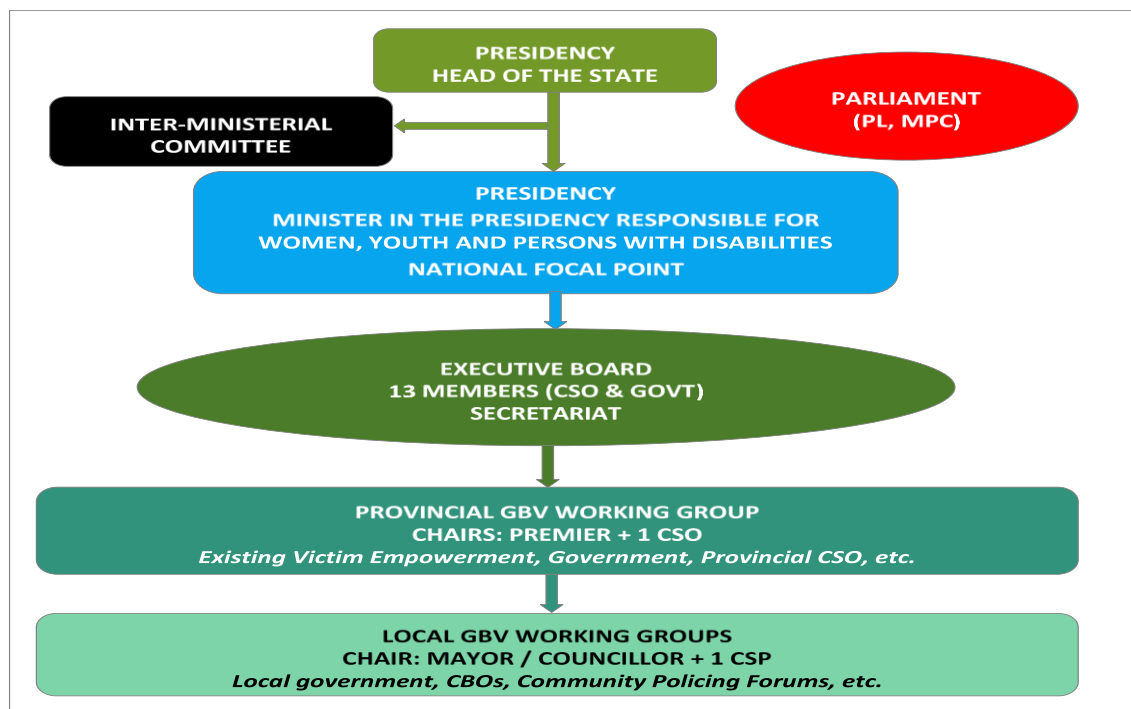 PRESIDENCY
HEAD OF THE STATE
PARLIAMENT
(PL, MPC)
INTER-MINISTERIAL
COMMITTEE
PRESIDENCY
MINISTER IN THE PRESIDENCY RESPONSIBLE FOR
WOMEN, YOUTH AND PERSONS WITH DISABILITIES
NATIONAL FOCAL POINT
EXECUTIVE BOARD
13 MEMBERS (CSO & GOVT)
SECRETARIAT
PROVINCIAL GBV WORKING GROUP
CHAIRS: PREMIER + 1 CSO
Existing Victim Empowerment, Government, Provincial CSO, etc.
LOCAL GBV WORKING GROUPS
CHAIR: MAYOR / COUNCILLOR + 1 CSP
Local government, CBOs, Community Policing Forums, etc.